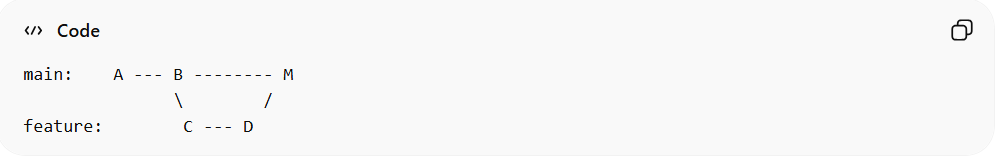 </> Code
main:    A --- B -------- M
               \        /
feature:        C --- D